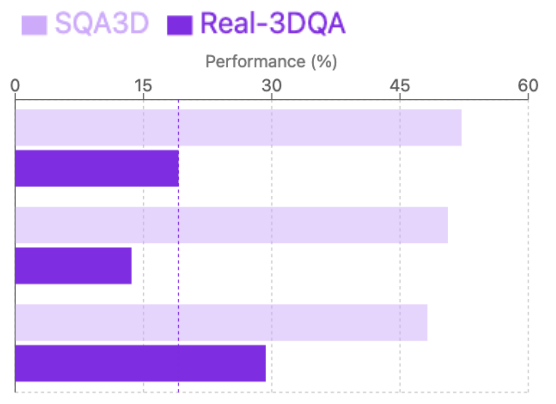 SQA3D Real-3DQA
Performance (%)
0 15 30 45 60